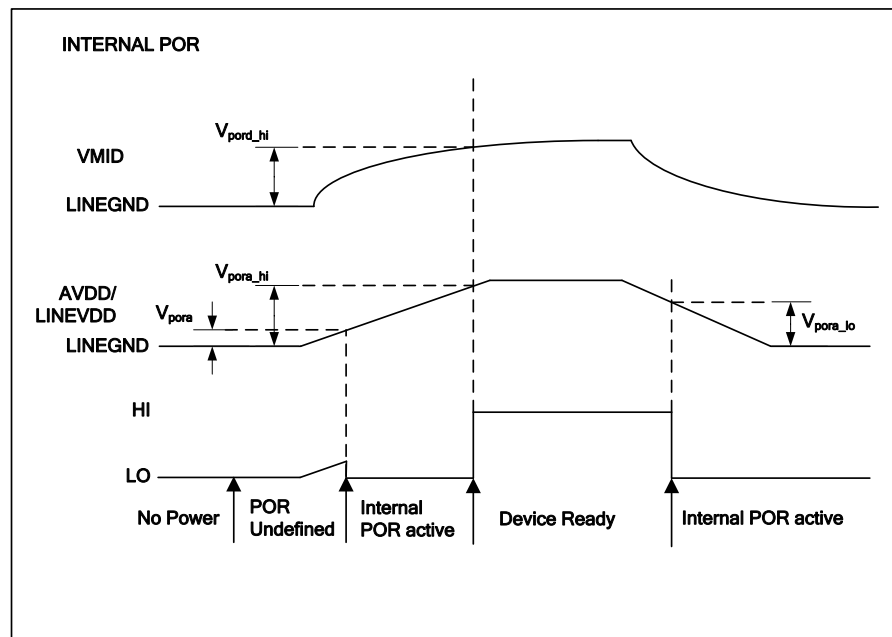 INTERNAL POR
Vpord_hi
VMID
LINEGND
Vpora_hi
AVDD/
LINEVDD
Vpora
Vpora_lo
LINEGND
HI
LO
No Power
POR
Undefined
Internal
POR active
Device Ready
Internal POR active